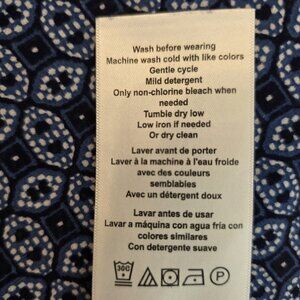 Wash before wearing
Machine wash cold with like colors
Gentle cycle
Mild detergent
Only non-chlorine bleach when
needed
Tumble dry low
Low iron if needed
Or dry clean
Laver avant de porter
Laver à la machine à l'eau froide
avec des couleurs
semblables
Avec un détergent doux
Lavar antes de usar
Lavar a máquina con agua fría con
colores similares
Con detergente suave
P